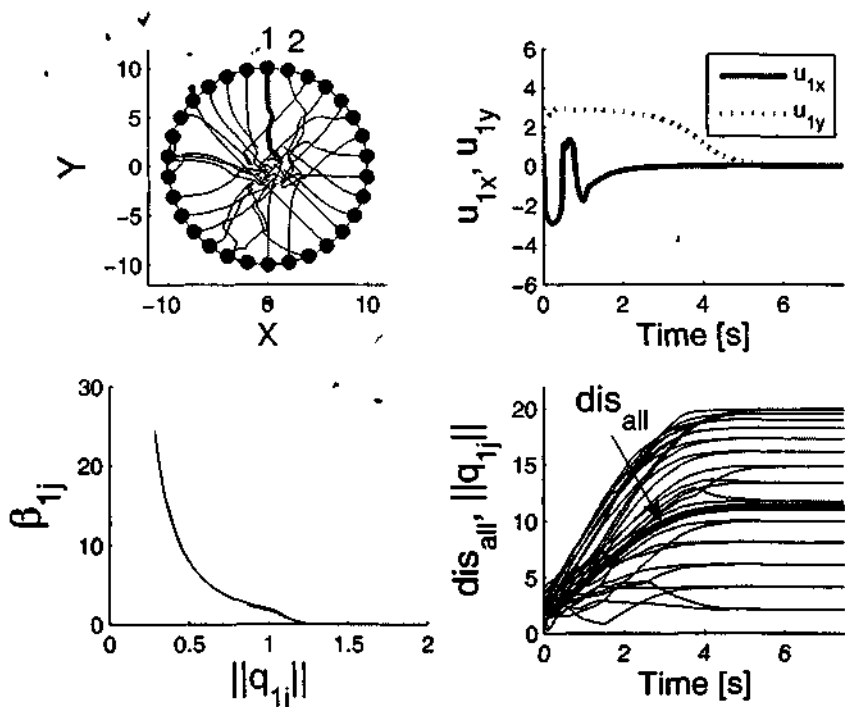 1 2
10
5
0
−5
−10
Y
−10 0 10
X
6
4
2
0
−2
−4
−6
u1x, u1y
u1x
u1y
0 2 4 6
Time [s]
30
20
10
0
β1j
0 0.5 1 1.5 2
||q1j||
20
15
10
5
0
disall, ||q1j||
disall
0 2 4 6
Time [s]